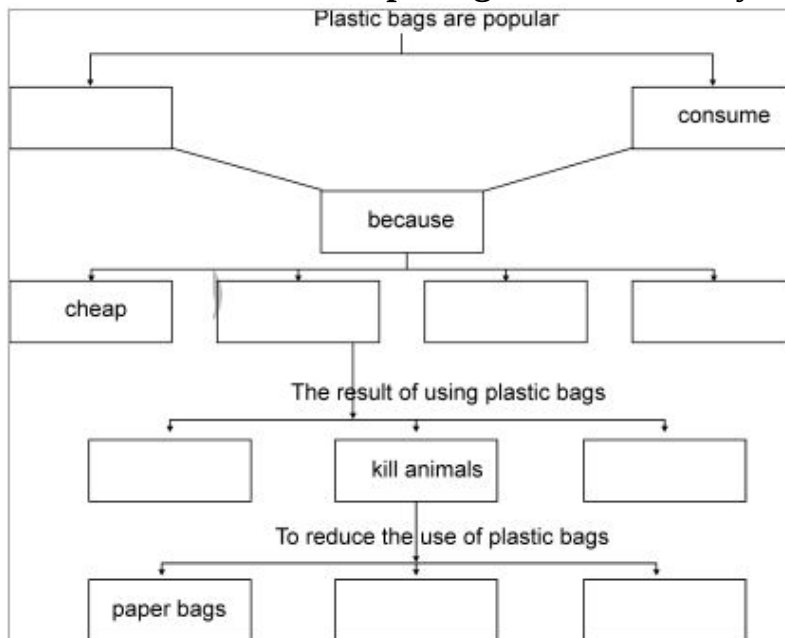 Plastic bags are popular
consume
because
cheap
The result of using plastic bags
kill animals
To reduce the use of plastic bags
paper bags